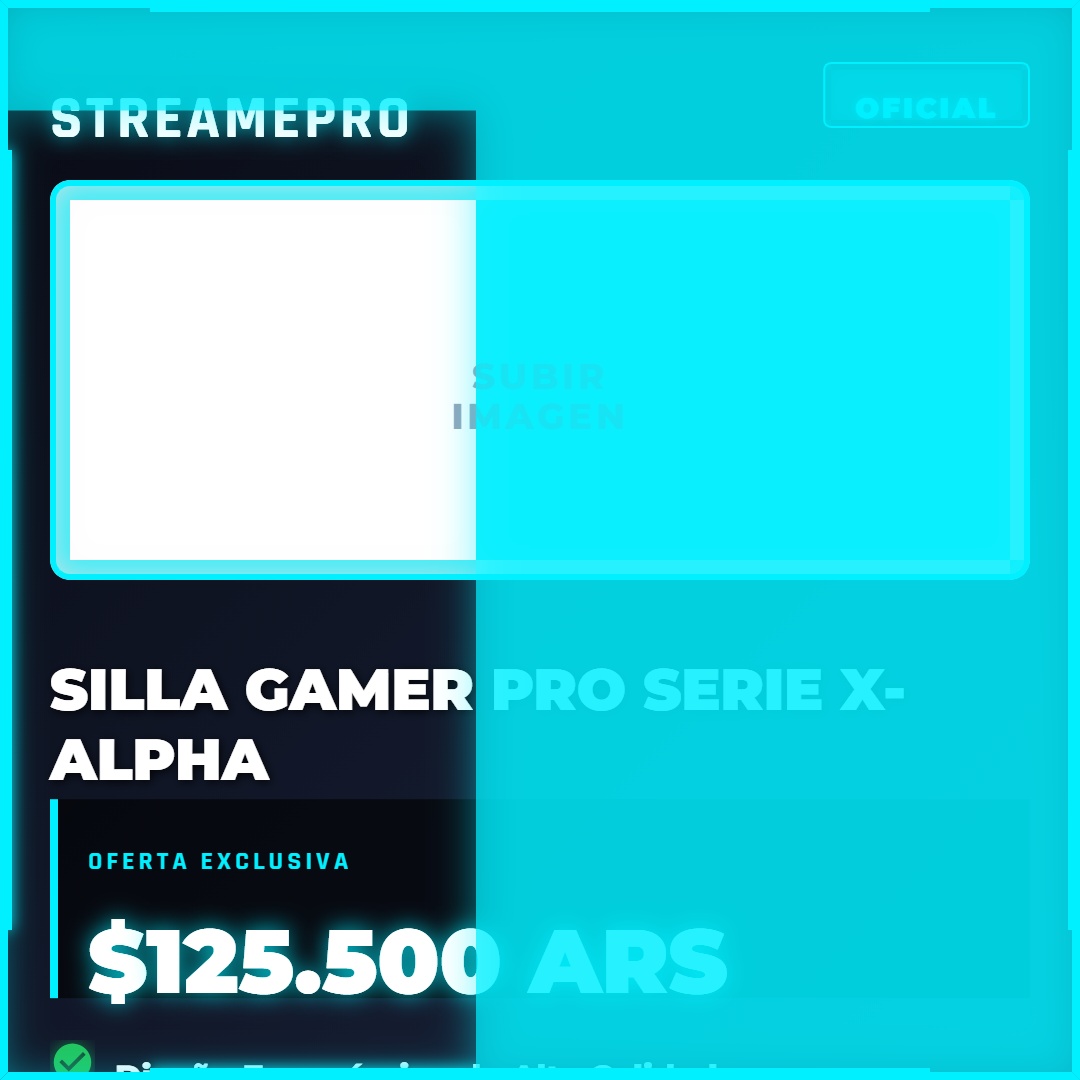 STREAMEPRO
OFICIAL
SUBIR
IMAGEN
SILLA GAMER PRO SERIE X-
ALPHA
OFERTA EXCLUSIVA
$125.500 ARS